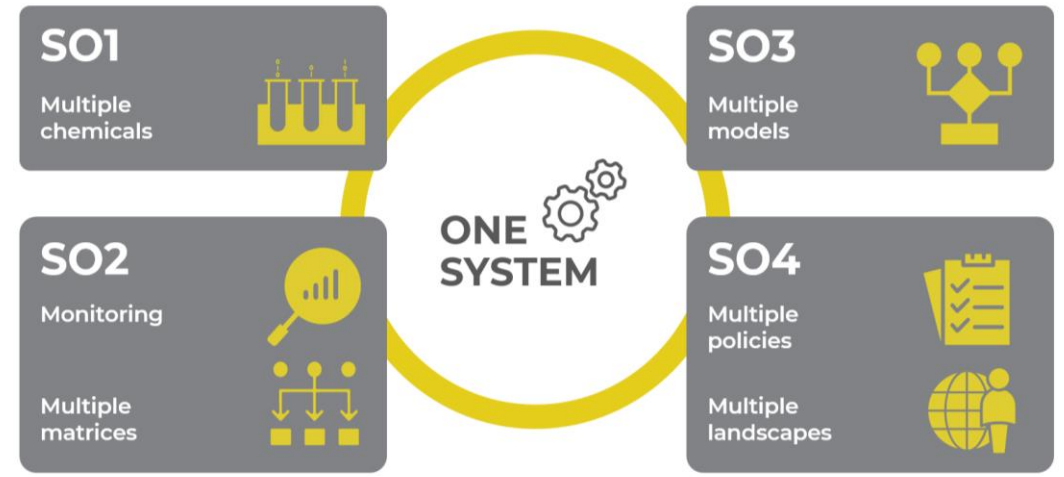 SO1
Multiple
chemicals
SO2
Monitoring
Multiple
matrices
ONE
SYSTEM
SO3
Multiple
models
SO4
Multiple
policies
Multiple
landscapes